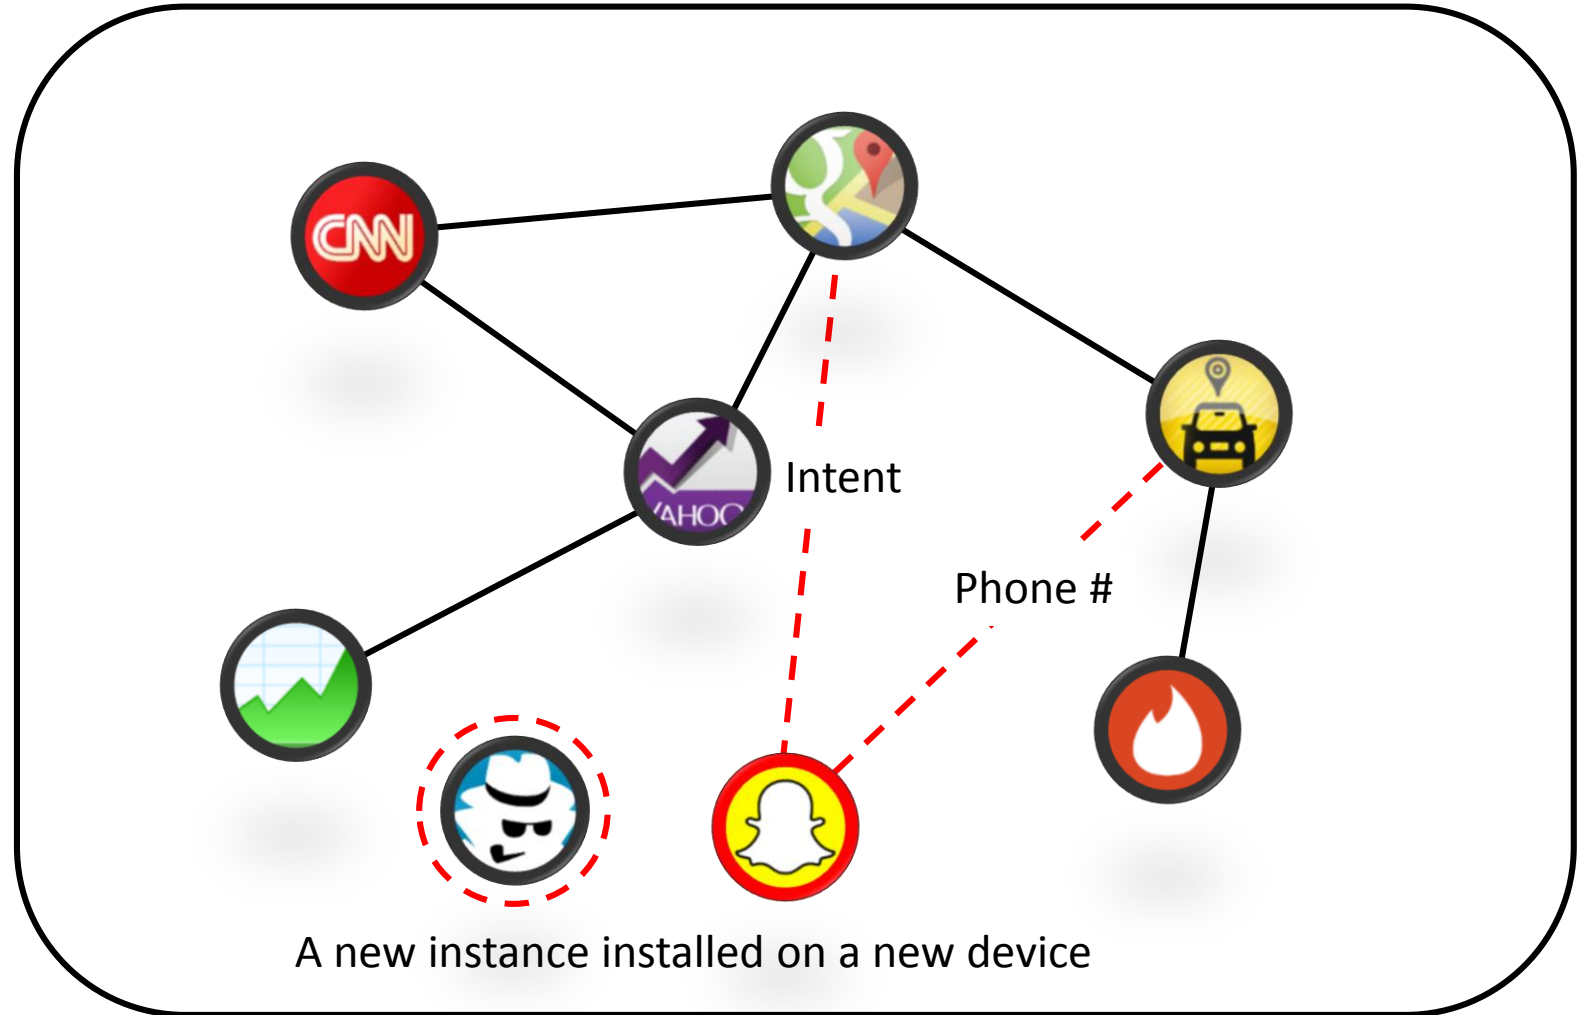 CNN
YAHOO
Intent
Phone #
A new instance installed on a new device